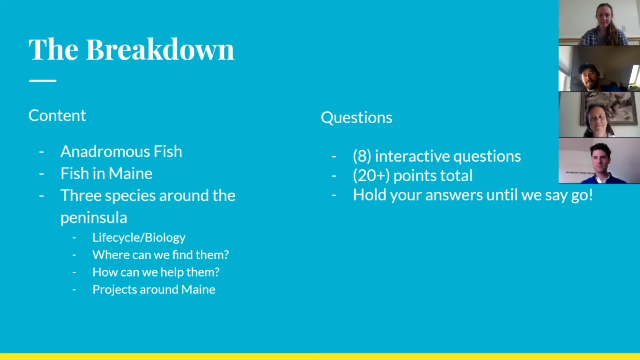 The Breakdown
Content
- Anadromous Fish
- Fish in Maine
- Three species around the
peninsula
- Lifecycle/Biology
- Where can we find them?
- How can we help them?
- Projects around Maine
Questions
- (8) interactive questions
- (20+) points total
- Hold your answers until we say go!